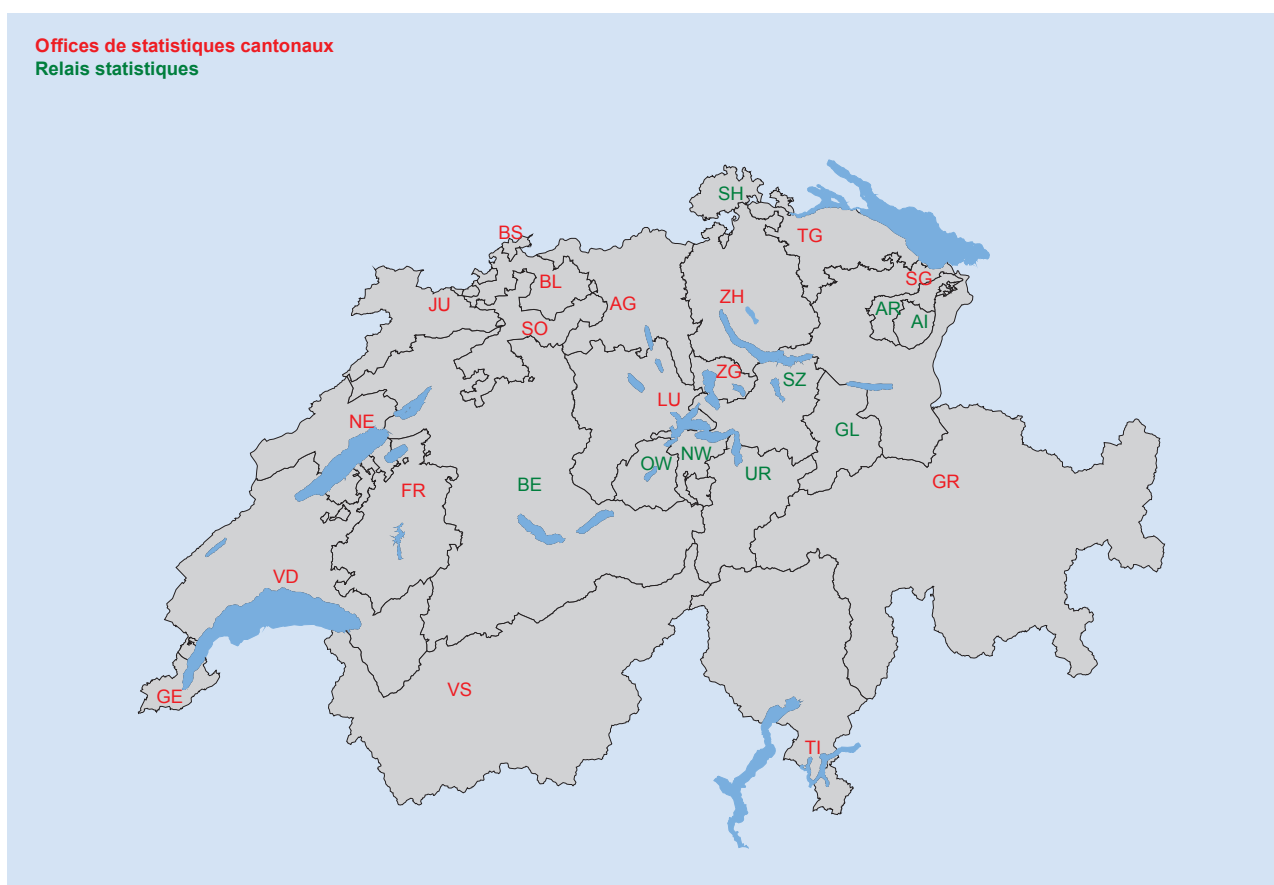 Offices de statistiques cantonaux
Relais statistiques
SH
BS
TG
BL
SG
JU
AG
ZH
AR
AI
SO
ZG
SZ
LU
NE
GL
NW
OW
UR
GR
BE
FR
VD
VS
GE
TI